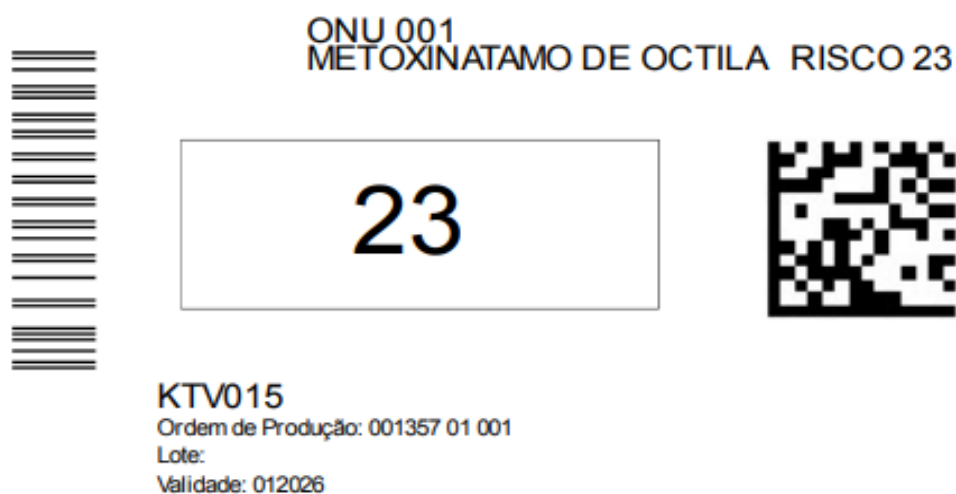 ONU 001
METOXINATAMO DE OCTILA RISCO 23
23
KTV015
Ordem de Produção: 001357 01 001
Lote:
Validade: 012026